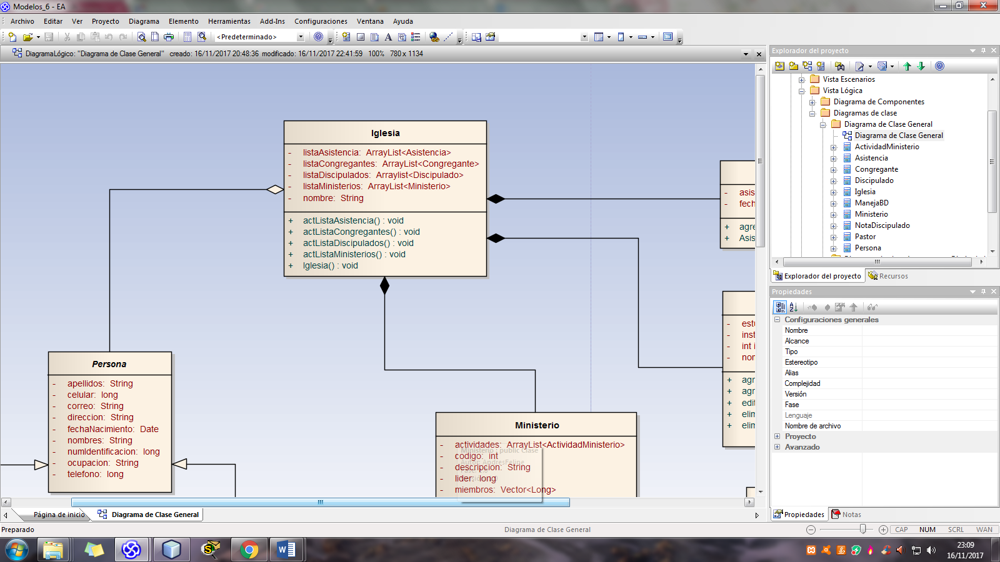 Modelos_6 - EA
Archivo Editar Ver Proyecto Diagrama Elemento Herramientas Add-Ins Configuraciones Ventana Ayuda
<Predeterminado>
DiagramaLógico: "Diagrama de Clase General" creado: 16/11/2017 20:48:36 modificado: 16/11/2017 22:41:59 100% 780 x 1134
Iglesia
- listaAsistencia: ArrayList<Asistencia>
- listaCongregantes: ArrayList<Congregante>
- listaDiscipulados: Arraylist<Discipulado>
- listaMinisterios: ArrayList<Ministerio>
- nombre: String
+ actListaAsistencia() : void
+ actListaCongregantes() : void
+ actListaDiscipulados() : void
+ actListaMinisterios() : void
+ Iglesia() : void
- asis
- fech
+ agre
+ Asis
- estu
- inst
- int i
- nor
+ agr
+ agr
+ edit
+ elim
+ elim
Persona
- apellidos: String
- celular: long
- correo: String
- direccion: String
- fechaNacimiento: Date
- nombres: String
- numIdentificacion: long
- ocupacion: String
- telefono: long
Ministerio
- actividades: ArrayList<ActividadMinisterio>
- codigo: int
- descripcion: String
- lider: long
- miembros: Vector<Long>
Ministerio : public Clase
Autor: AndresFelipe
Página de inicio
Diagrama de Clase General
Explorador del proyecto
Vista Escenarios
Vista Lógica
Diagrama de Componentes
Diagramas de clase
Diagrama de Clase General
Diagrama de Clase General
ActividadMinisterio
Asistencia
Congregante
Discipulado
Iglesia
ManejaBD
Ministerio
NotaDiscipulado
Pastor
Persona
Explorador del proyecto Recursos
Propiedades
Configuraciones generales
Nombre
Alcance
Tipo
Estereotipo
Alias
Complejidad
Versión
Fase
Lenguaje
Nombre de archivo
Proyecto
Avanzado
Propiedades Notas
Preparado
Diagrama de Clase General
CAP NUM SCRL WAN
23:09
16/11/2017